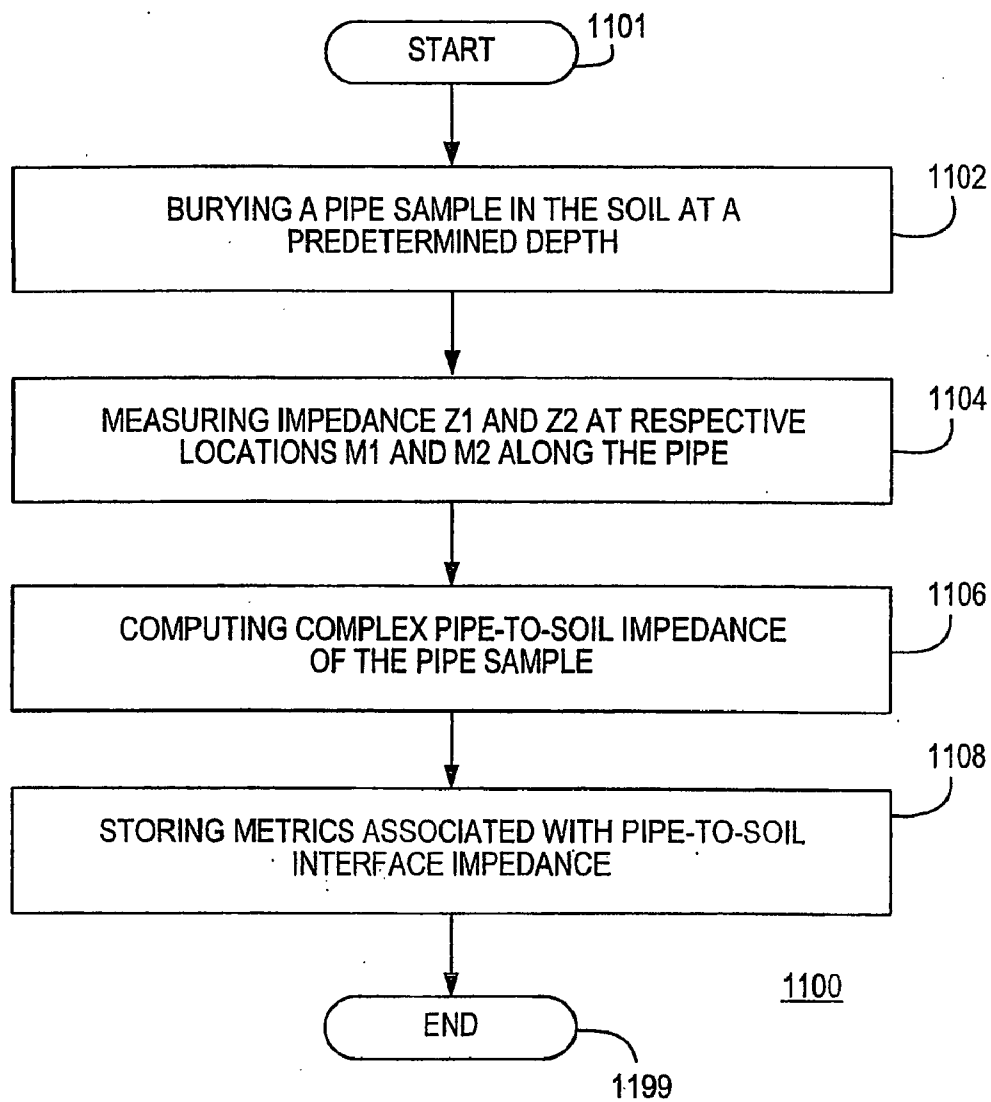 START
1101
1102
BURYING A PIPE SAMPLE IN THE SOIL AT A
PREDETERMINED DEPTH
1104
MEASURING IMPEDANCE Z1 AND Z2 AT RESPECTIVE
LOCATIONS M1 AND M2 ALONG THE PIPE
1106
COMPUTING COMPLEX PIPE-TO-SOIL IMPEDANCE
OF THE PIPE SAMPLE
1108
STORING METRICS ASSOCIATED WITH PIPE-TO-SOIL
INTERFACE IMPEDANCE
1100
END
1199